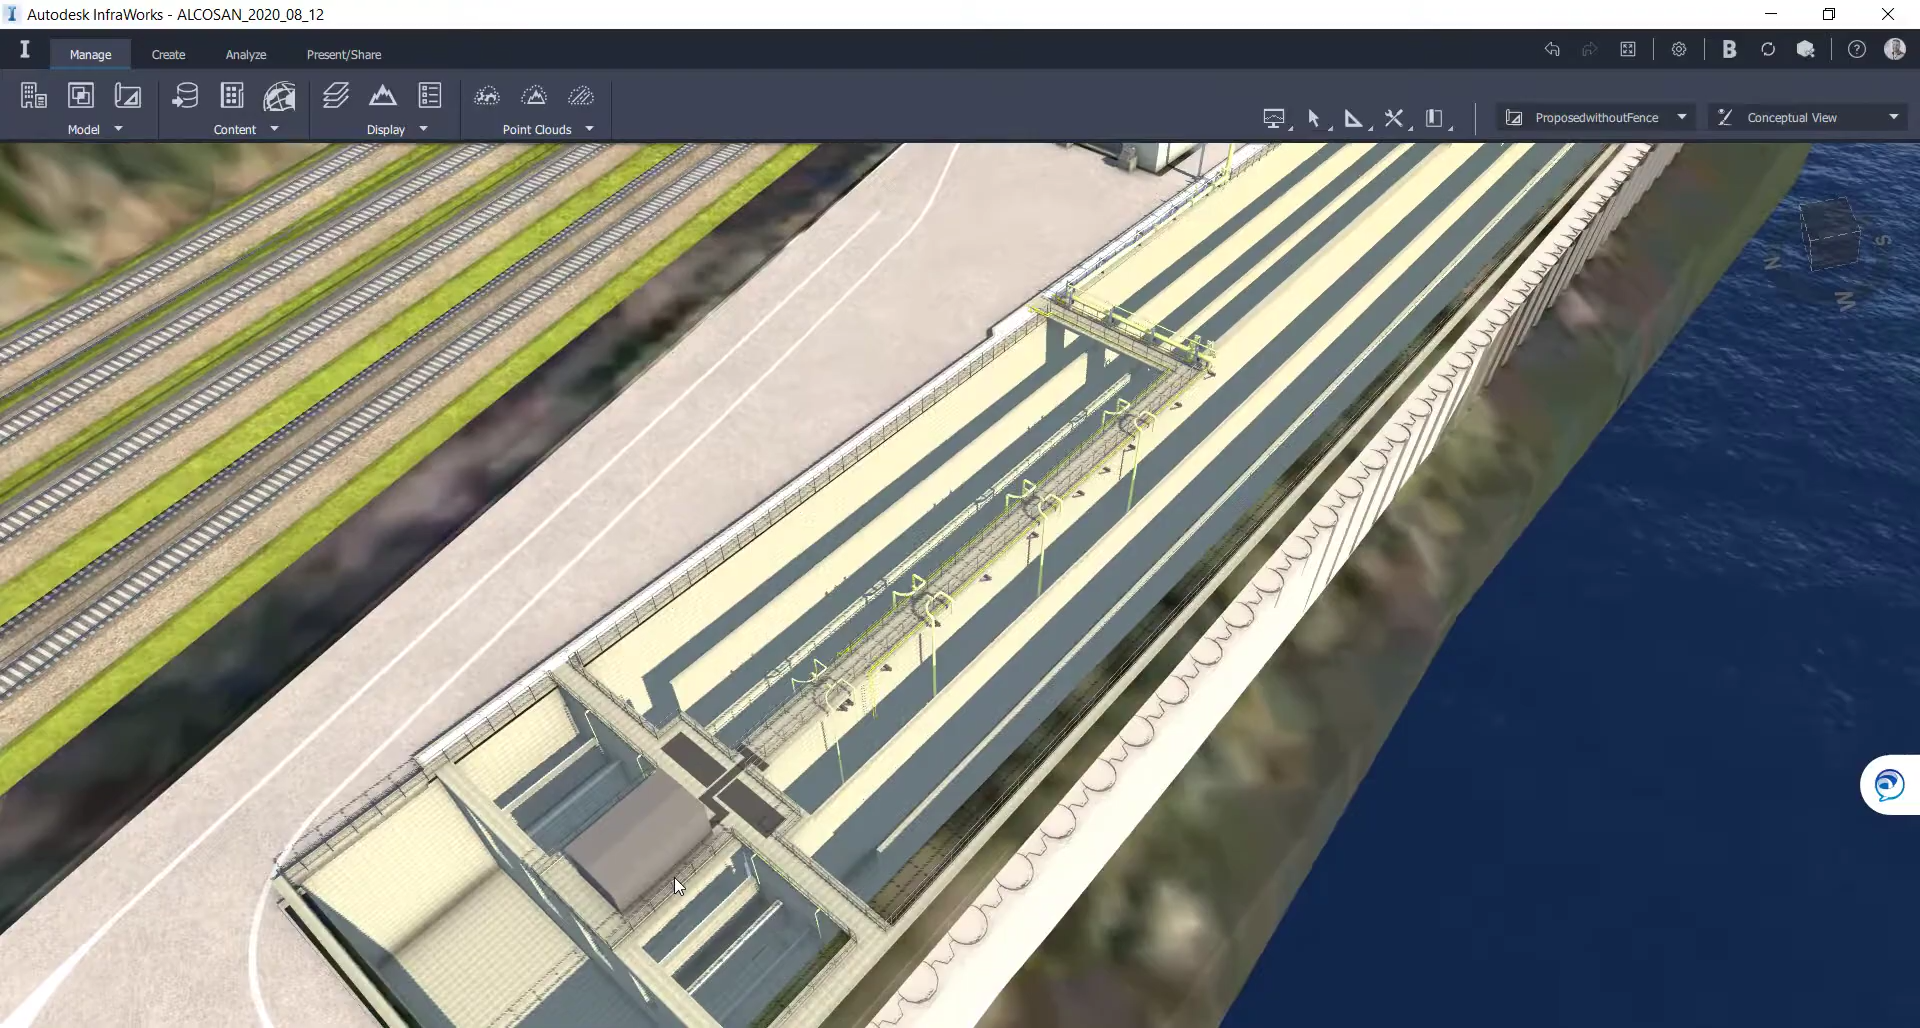 Autodesk InfraWorks - ALCOSAN_2020_08_12
I
Manage
Create
Analyze
Present/Share
B
Model
Content
Display
Point Clouds
ProposedwithoutFence
Conceptual View
S
N
W